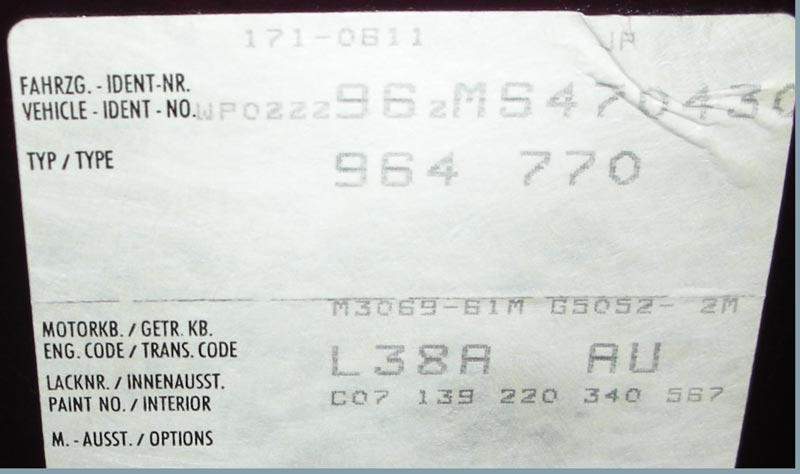 171-0811 JP
FAHRZG. - IDENT-NR.
VEHICLE - IDENT - NO. WP0ZZZ96ZMS470430
TYP / TYPE 964 770
M3069-61M G5052- 2M
MOTORKB. / GETR. KB.
ENG. CODE / TRANS. CODE L38A AU
LACKNR. / INNENAUSST.
PAINT NO. / INTERIOR C07 139 220 340 567
M. - AUSST. / OPTIONS